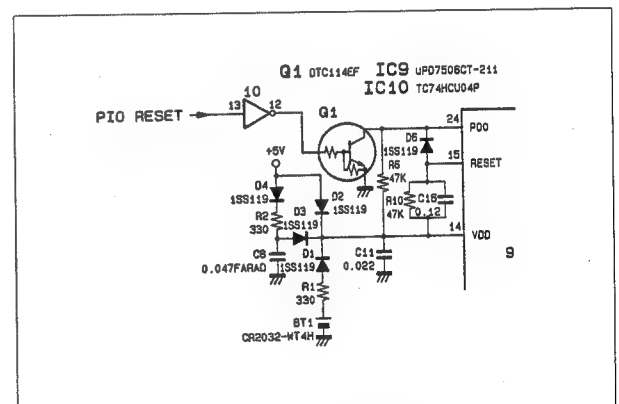 Q1 DTC114EF IC9 uPD7506CT-211
IC10 TC74HCU04P
10
13 12
PIO RESET
Q1
24
PD0
D6
1SS119
15
RESET
+5V
R6
47K
D4
1SS119
D2
1SS119
R10
47K
C16
0.12
R2
330
D3
1SS119
14
VDD
C8
0.047FARAD
D1
1SS119
C11
0.022
9
R1
330
BT1
CR2032-WT4H